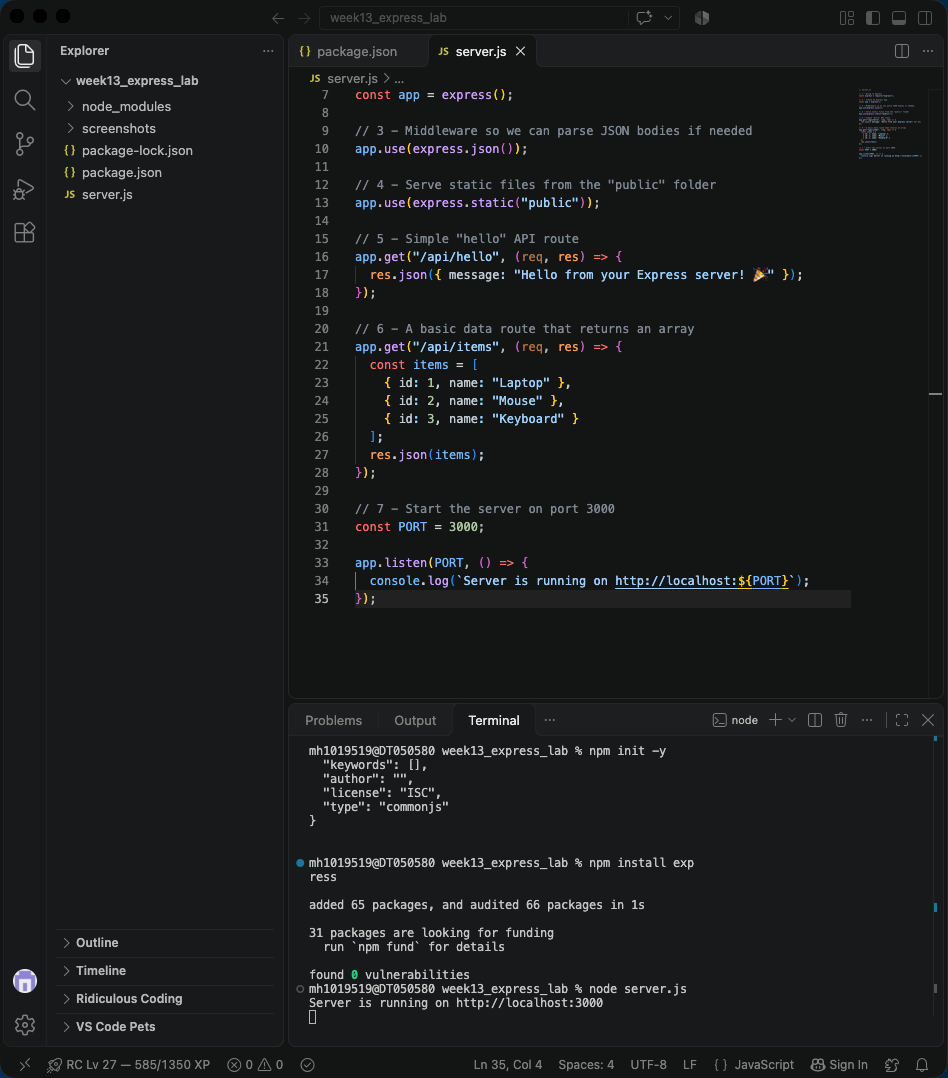 week13_express_lab
Explorer
week13_express_lab
node_modules
screenshots
{} package-lock.json
{} package.json
JS server.js
Outline
Timeline
Ridiculous Coding
VS Code Pets
{} package.json
JS server.js
JS server.js > ...
7 const app = express();
8
9 // 3 - Middleware so we can parse JSON bodies if needed
10 app.use(express.json());
11
12 // 4 - Serve static files from the "public" folder
13 app.use(express.static("public"));
14
15 // 5 - Simple "hello" API route
16 app.get("/api/hello", (req, res) => {
17 res.json({ message: "Hello from your Express server! 🎉" });
18 });
19
20 // 6 - A basic data route that returns an array
21 app.get("/api/items", (req, res) => {
22 const items = [
23 { id: 1, name: "Laptop" },
24 { id: 2, name: "Mouse" },
25 { id: 3, name: "Keyboard" }
26 ];
27 res.json(items);
28 });
29
30 // 7 - Start the server on port 3000
31 const PORT = 3000;
32
33 app.listen(PORT, () => {
34 console.log(`Server is running on http://localhost:${PORT}`);
35 });
Problems Output Terminal ... node
mh1019519@DT050580 week13_express_lab % npm init -y
"keywords": [],
"author": "",
"license": "ISC",
"type": "commonjs"
}
mh1019519@DT050580 week13_express_lab % npm install exp
ress
added 65 packages, and audited 66 packages in 1s
31 packages are looking for funding
run `npm fund` for details
found 0 vulnerabilities
mh1019519@DT050580 week13_express_lab % node server.js
Server is running on http://localhost:3000
RC Lv 27 — 585/1350 XP 0 0 Ln 35, Col 4 Spaces: 4 UTF-8 LF {} JavaScript Sign In